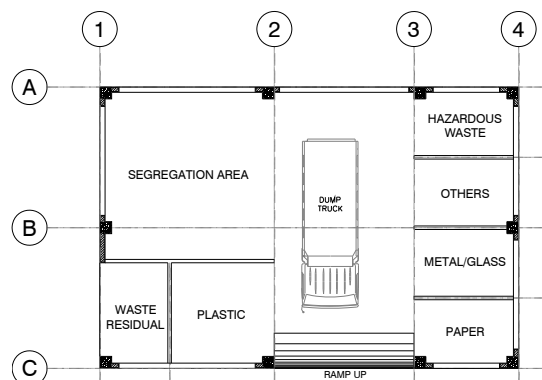 1
2
3
4
A
HAZARDOUS
WASTE
SEGREGATION AREA
DUMP
TRUCK
OTHERS
B
METAL/GLASS
WASTE
RESIDUAL
PLASTIC
PAPER
C
RAMP UP